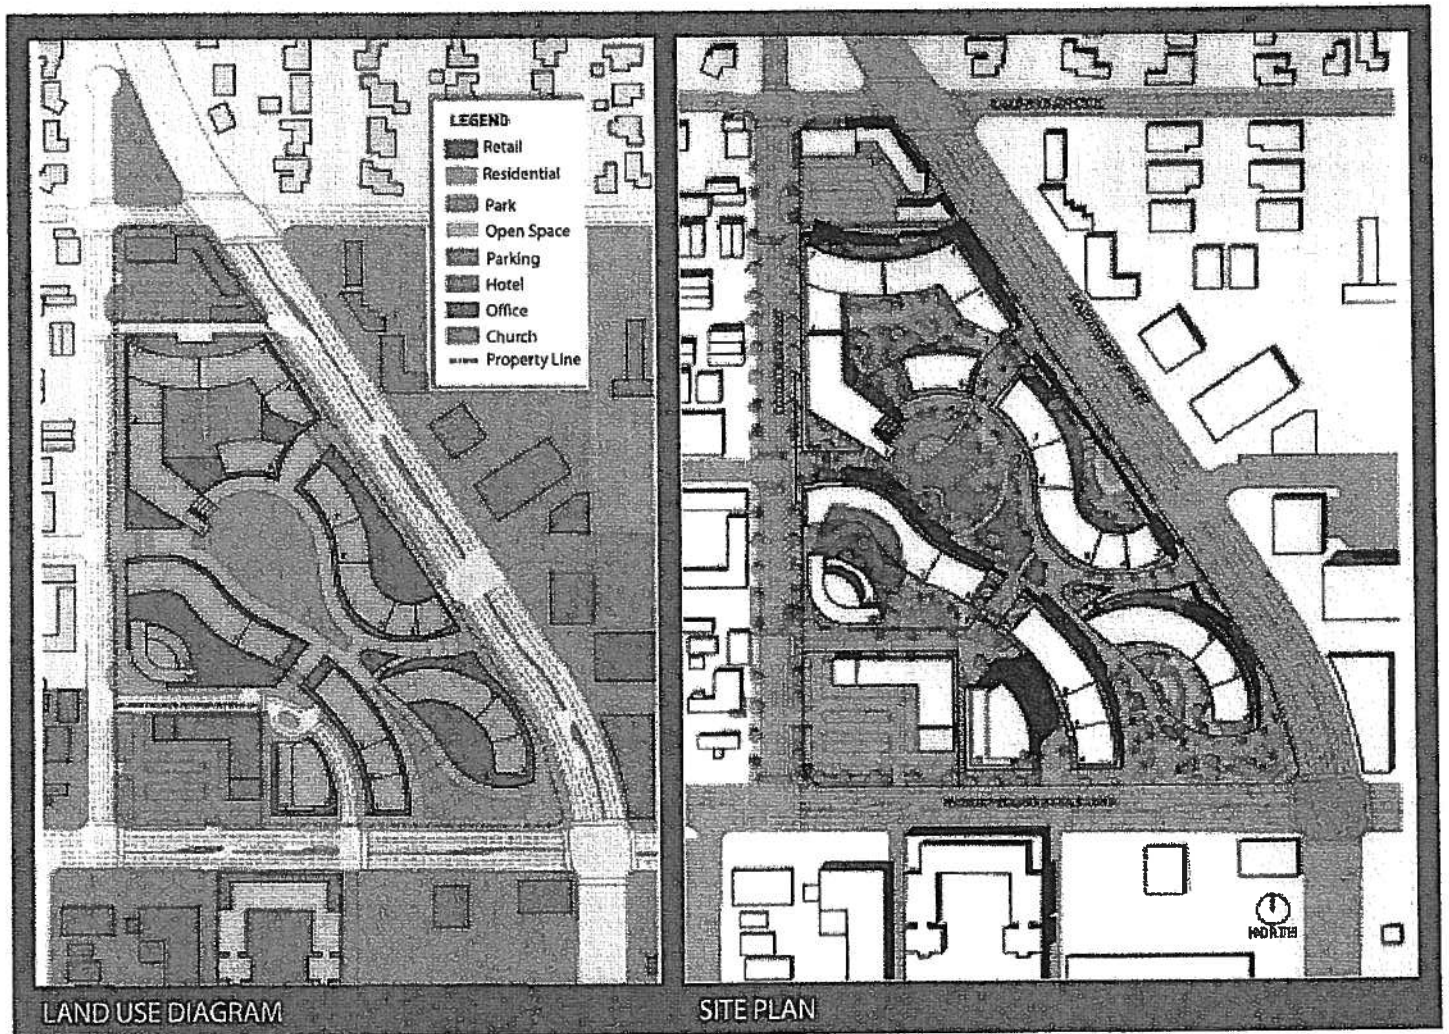 LEGEND
Retail
Residential
Park
Open Space
Parking
Hotel
Office
Church
Property Line
NORTH
LAND USE DIAGRAM
SITE PLAN